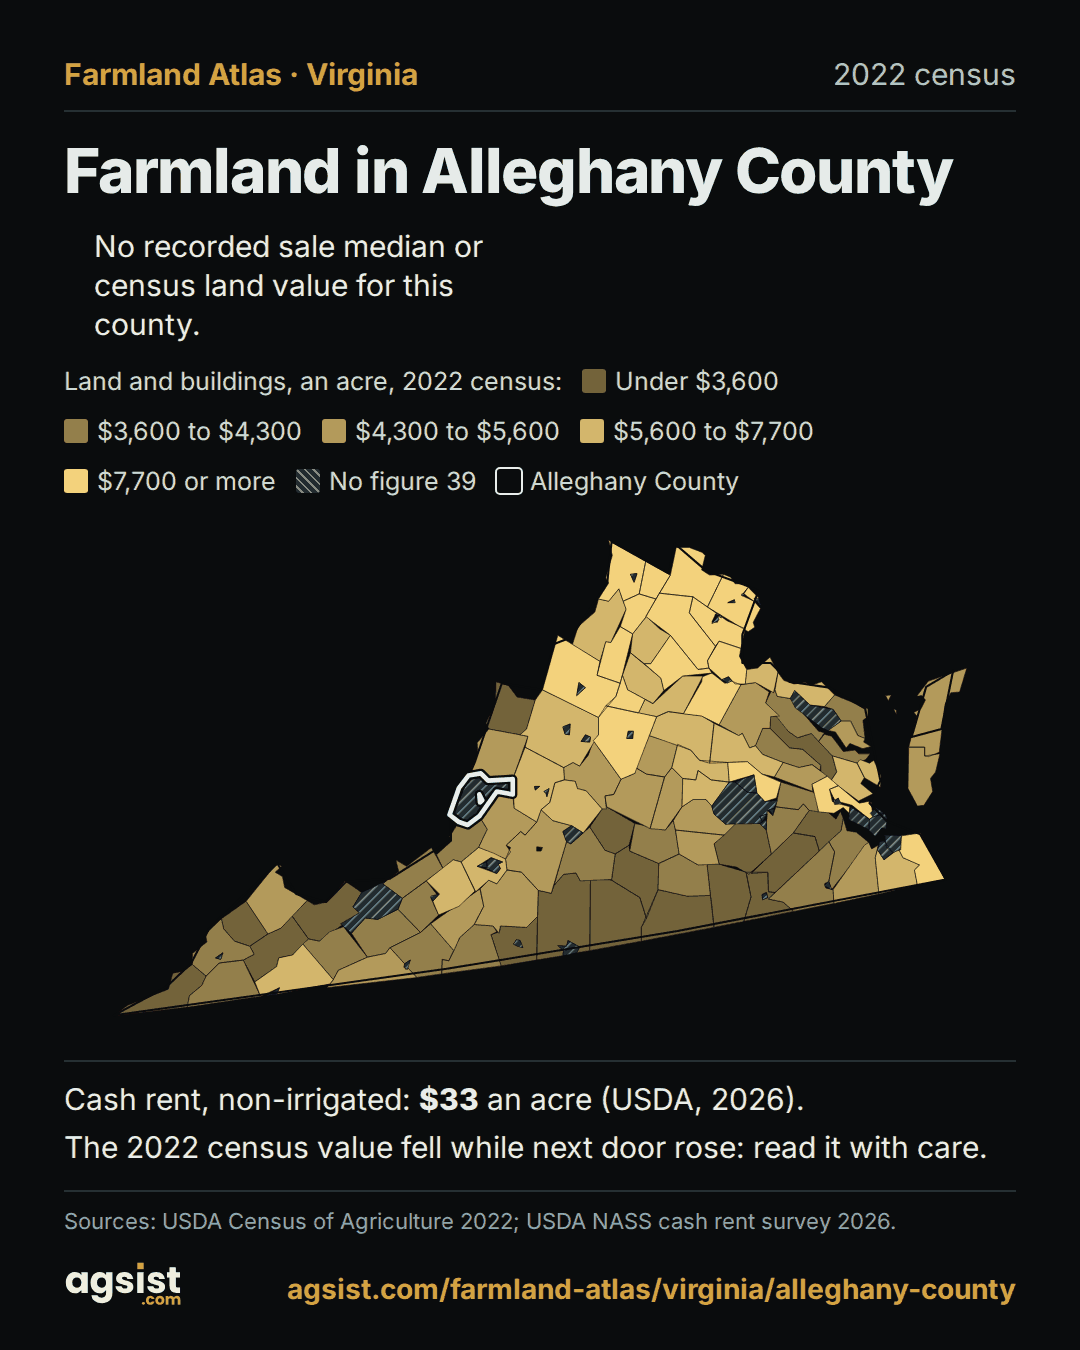 Farmland Atlas · Virginia
2022 census
Farmland in Alleghany County
No recorded sale median or
census land value for this
county.
Land and buildings, an acre, 2022 census: Under $3,600
$3,600 to $4,300 $4,300 to $5,600 $5,600 to $7,700
$7,700 or more No figure 39 Alleghany County
Cash rent, non-irrigated: $33 an acre (USDA, 2026).
The 2022 census value fell while next door rose: read it with care.
Sources: USDA Census of Agriculture 2022; USDA NASS cash rent survey 2026.
agsist
.com
agsist.com/farmland-atlas/virginia/alleghany-county